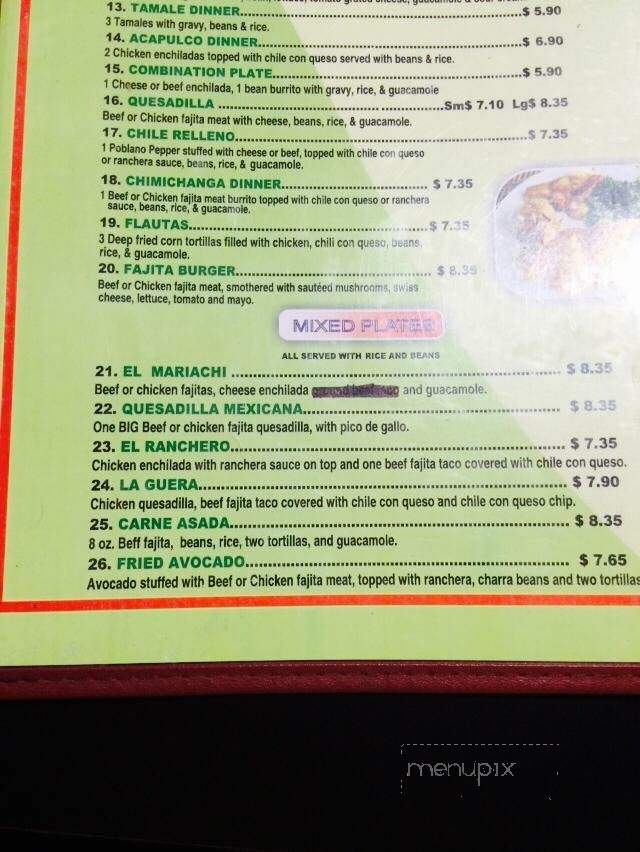 13. TAMALE DINNER.....................................................$ 5.90
3 Tamales with gravy, beans & rice.
14. ACAPULCO DINNER..................................................$ 6.90
2 Chicken enchiladas topped with chile con queso served with beans & rice.
15. COMBINATION PLATE...............................................$ 5.90
1 Cheese or beef enchilada, 1 bean burrito with gravy, rice, & guacamole
16. QUESADILLA .............................................Sm$ 7.10 Lg$ 8.35
Beef or Chicken fajita meat with cheese, beans, rice, & guacamole.
17. CHILE RELLENO........................................................$ 7.35
1 Poblano Pepper stuffed with cheese or beef, topped with chile con queso
or ranchera sauce, beans, rice, & guacamole.
18. CHIMICHANGA DINNER............................... $ 7.35
1 Beef or Chicken fajita meat burrito topped with chile con queso or ranchera
sauce, beans, rice, & guacamole.
19. FLAUTAS..................................................$ 7.35
3 Deep fried corn tortillas filled with chicken, chili con queso, beans,
rice, & guacamole.
20. FAJITA BURGER......................................... $ 8.35
Beef or Chicken fajita meat, smothered with sautéed mushrooms, swiss
cheese, lettuce, tomato and mayo.
MIXED PLATES
ALL SERVED WITH RICE AND BEANS
21. EL MARIACHI .................................................................. $ 8.35
Beef or chicken fajitas, cheese enchilada and guacamole.
22. QUESADILLA MEXICANA..................................................... $ 8.35
One BIG Beef or chicken fajita quesadilla, with pico de gallo.
23. EL RANCHERO.................................................................. $ 7.35
Chicken enchilada with ranchera sauce on top and one beef fajita taco covered with chile con queso.
24. LA GUERA........................................................................ $ 7.90
Chicken quesadilla, beef fajita taco covered with chile con queso and chile con queso chip.
25. CARNE ASADA................................................................... $ 8.35
8 oz. Beff fajita, beans, rice, two tortillas, and guacamole.
26. FRIED AVOCADO................................................................ $ 7.65
Avocado stuffed with Beef or Chicken fajita meat, topped with ranchera, charra beans and two tortillas
menupix